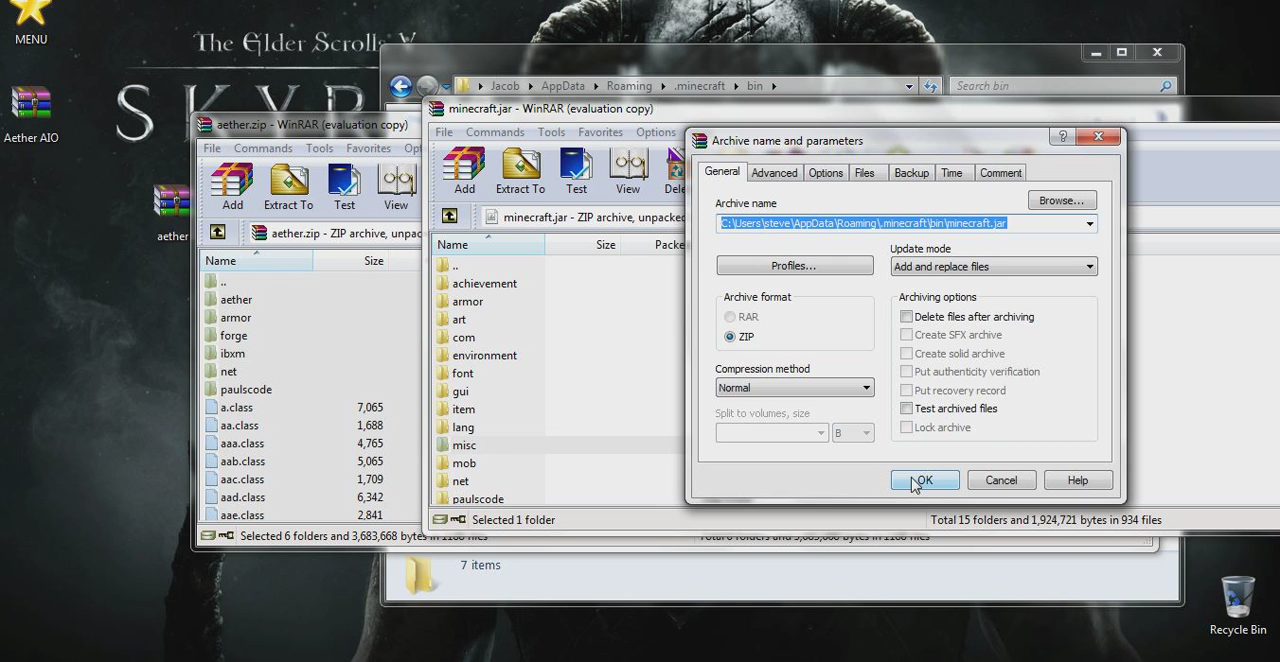 MENU
Aether AIO
aether
The Elder Scrolls V
SKYR
Jacob
AppData
Roaming
.minecraft
bin
Search bin
aether.zip - WinRAR (evaluation copy)
File Commands Tools Favorites
Add
Extract To
Test
View
aether.zip - ZIP archive, unpac
Name Size
..
aether
armor
forge
ibxm
net
paulscode
a.class 7,065
aa.class 1,688
aaa.class 4,765
aab.class 5,065
aac.class 1,709
aad.class 6,342
aae.class 2,841
Selected 6 folders and 3,683,668 bytes in 1188 files
minecraft.jar - WinRAR (evaluation copy)
File Commands Tools Favorites Options
Add
Extract To
Test
View
Dele
minecraft.jar - ZIP archive, unpacked
Name Size Packe
..
achievement
armor
art
com
environment
font
gui
item
lang
misc
mob
net
paulscode
Selected 1 folder
Total 15 folders and 1,924,721 bytes in 934 files
Archive name and parameters
General Advanced Options Files Backup Time Comment
Archive name
Browse...
C:\Users\steve\AppData\Roaming\.minecraft\bin\minecraft.jar
Profiles...
Update mode
Add and replace files
Archive format
RAR
ZIP
Compression method
Normal
Split to volumes, size
B
Archiving options
Delete files after archiving
Create SFX archive
Create solid archive
Put authenticity verification
Put recovery record
Test archived files
Lock archive
OK
Cancel
Help
7 items
Recycle Bin